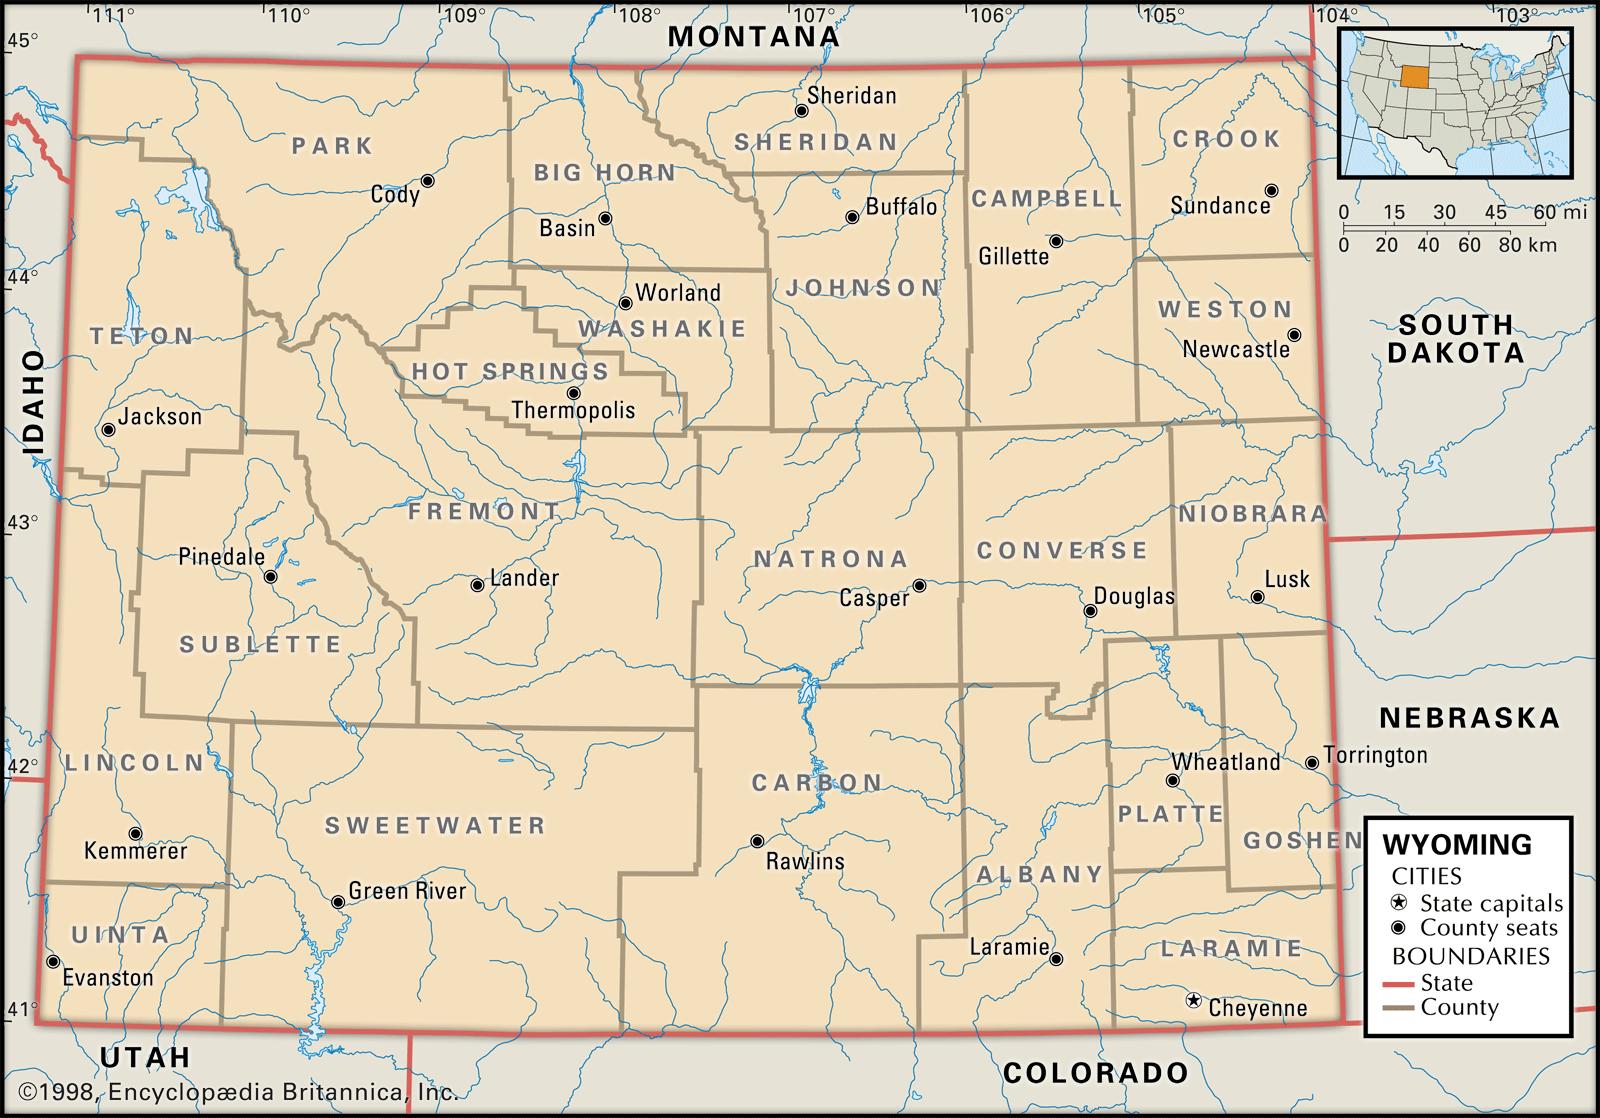 111° 110° 109° 108° 107° 106° 105° 104° 103°
MONTANA
45°
Sheridan
SHERIDAN
PARK
CROOK
BIG HORN
Cody
CAMPBELL
Sundance
Buffalo
Basin
Gillette
0 15 30 45 60 mi
0 20 40 60 80 km
44°
JOHNSON
Worland
WASHAKIE
WESTON
TETON
Newcastle
SOUTH
DAKOTA
IDAHO
HOT SPRINGS
Thermopolis
Jackson
43°
FREMONT
NIOBRARA
Pinedale
NATRONA
CONVERSE
Lander
Casper
Douglas
Lusk
SUBLETTE
NEBRASKA
42°
LINCOLN
CARBON
Wheatland
Torrington
PLATTE
SWEETWATER
GOSHEN
Kemmerer
Rawlins
ALBANY
Green River
UINTA
Laramie
LARAMIE
Evanston
41°
Cheyenne
WYOMING
CITIES
State capitals
County seats
BOUNDARIES
State
County
UTAH
COLORADO
©1998, Encyclopædia Britannica, Inc.